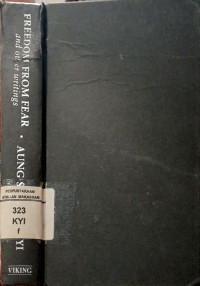 FREEDOM FROM FEAR
and other writings
• AUNG S
YI
PERPUSTAKAAN
323
KYI
f
VIKING